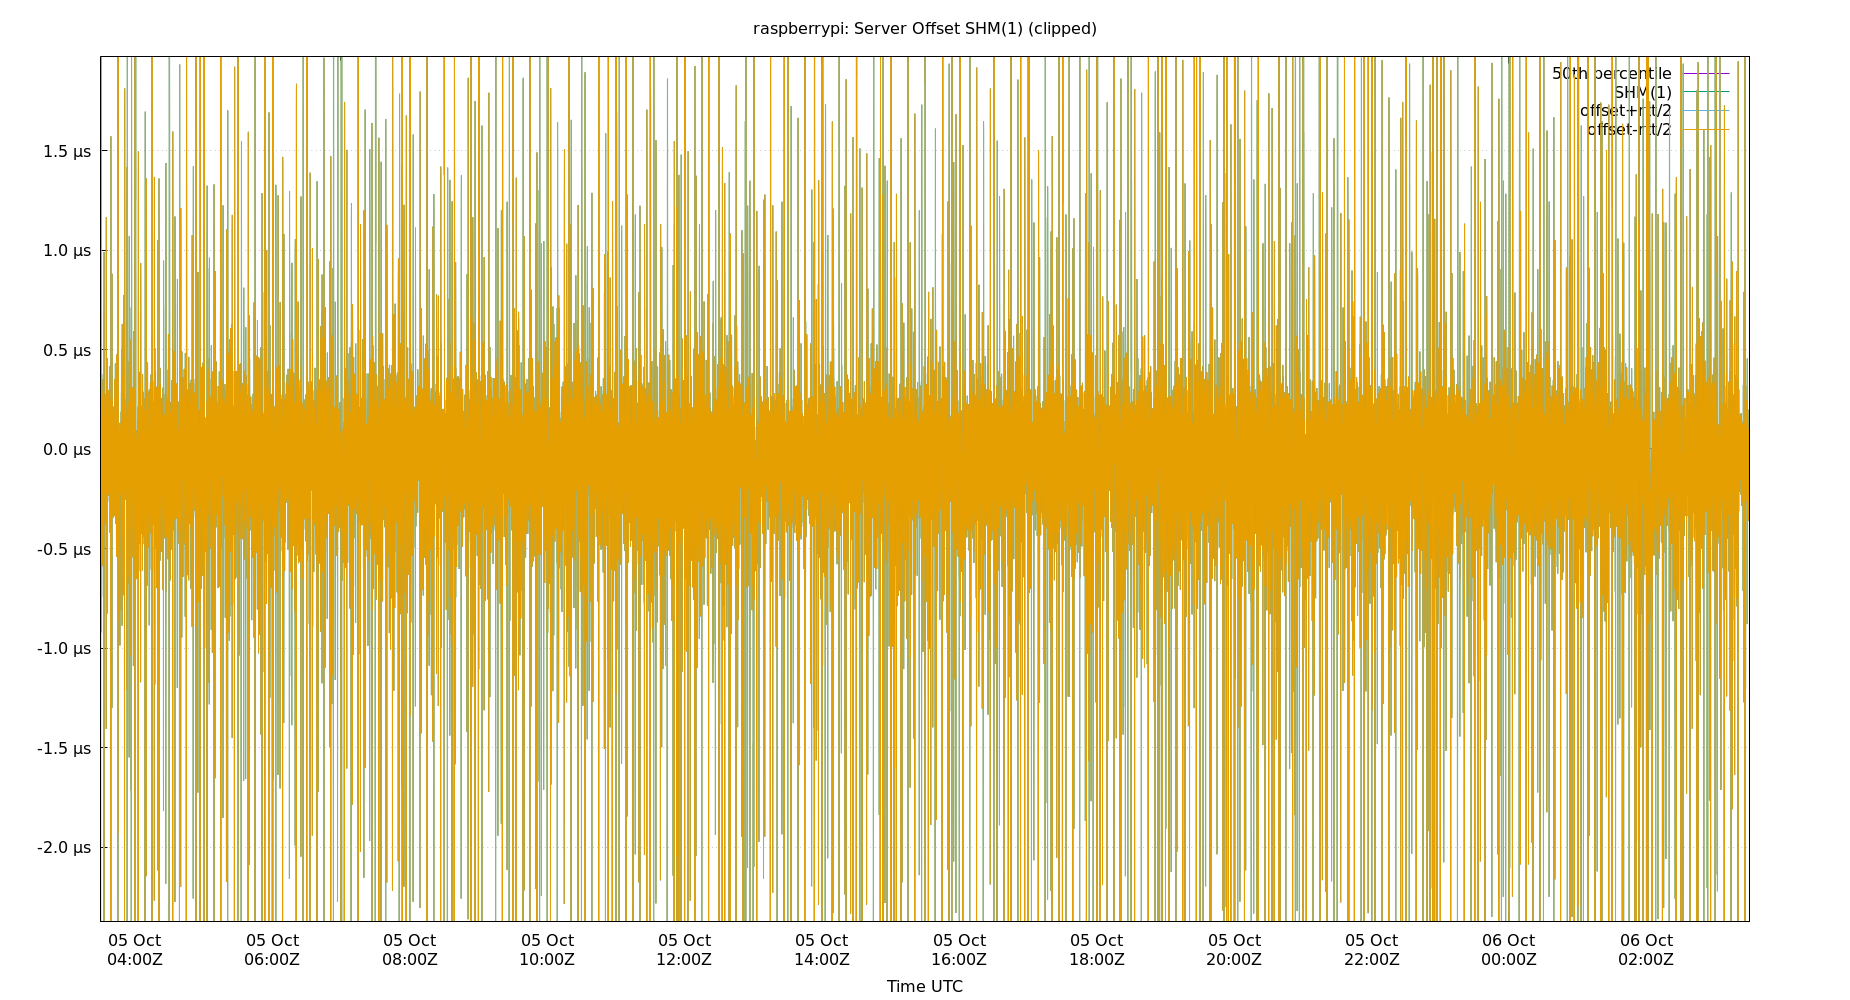 raspberrypi: Server Offset SHM(1) (clipped)
50th percentile
SHM(1)
offset+rtt/2
offset-rtt/2
1.5 µs
1.0 µs
0.5 µs
0.0 µs
-0.5 µs
-1.0 µs
-1.5 µs
-2.0 µs
05 Oct 05 Oct 05 Oct 05 Oct 05 Oct 05 Oct 05 Oct 05 Oct 05 Oct 05 Oct 06 Oct 06 Oct
04:00Z 06:00Z 08:00Z 10:00Z 12:00Z 14:00Z 16:00Z 18:00Z 20:00Z 22:00Z 00:00Z 02:00Z
Time UTC